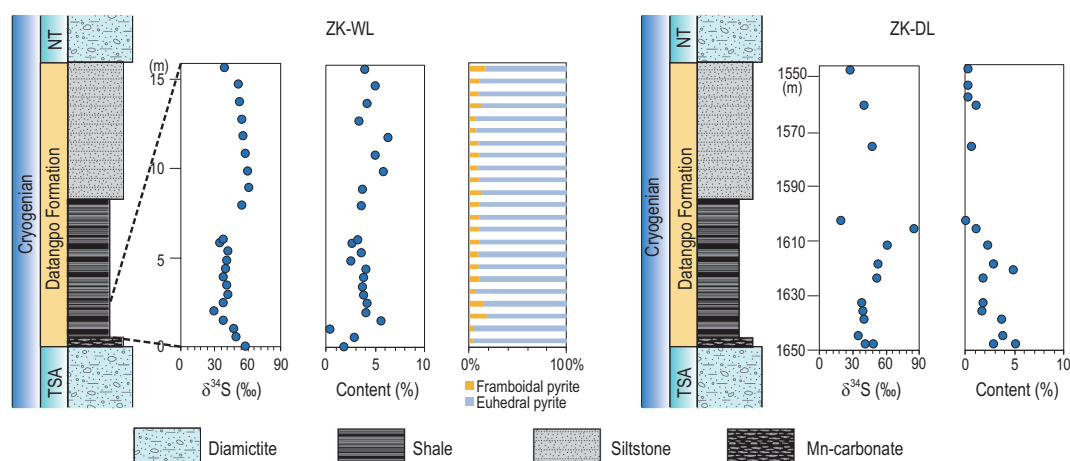 ZK-WL
ZK-DL
Cryogenian
NT
Datangpo Formation
TSA
(m)
15
10
5
0 30 60 90
δ³⁴S (‰)
0 5 10
Content (%)
0% 100%
Framboidal pyrite
Euhedral pyrite
Cryogenian
NT
Datangpo Formation
TSA
1550
(m)
1570
1590
1610
1630
1650
0 30 60 90
δ³⁴S (‰)
0 5 10
Content (%)
Diamictite
Shale
Siltstone
Mn-carbonate